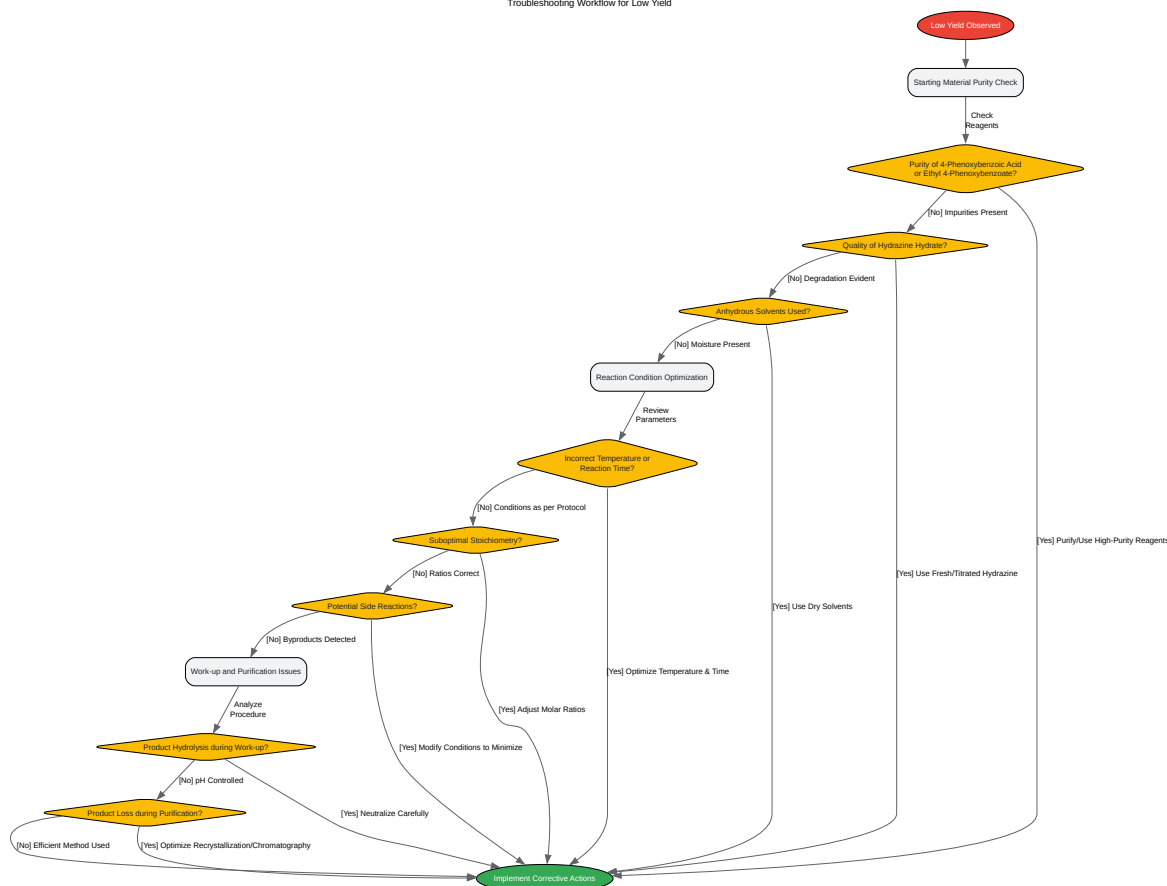 Troubleshooting Workflow for Low Yield
Low Yield Observed
Starting Material Purity Check
Check
Reagents
Purity of 4-Phenoxybenzoic Acid
or Ethyl 4-Phenoxybenzoate?
[No] Impurities Present
Quality of Hydrazine Hydrate?
[No] Degradation Evident
Anhydrous Solvents Used?
[No] Moisture Present
Reaction Condition Optimization
Review
Parameters
Incorrect Temperature or
Reaction Time?
[No] Conditions as per Protocol
Suboptimal Stoichiometry?
[Yes] Purify/Use High-Purity Reagents
[No] Ratios Correct
[Yes] Use Fresh/Titrated Hydrazine
Potential Side Reactions?
[Yes] Use Dry Solvents
[No] Byproducts Detected
Work-up and Purification Issues
[Yes] Optimize Temperature & Time
Analyze
Procedure
[Yes] Adjust Molar Ratios
Product Hydrolysis during Work-up?
[Yes] Modify Conditions to Minimize
[No] pH Controlled
Product Loss during Purification?
[Yes] Neutralize Carefully
[No] Efficient Method Used
[Yes] Optimize Recrystallization/Chromatography
Implement Corrective Actions